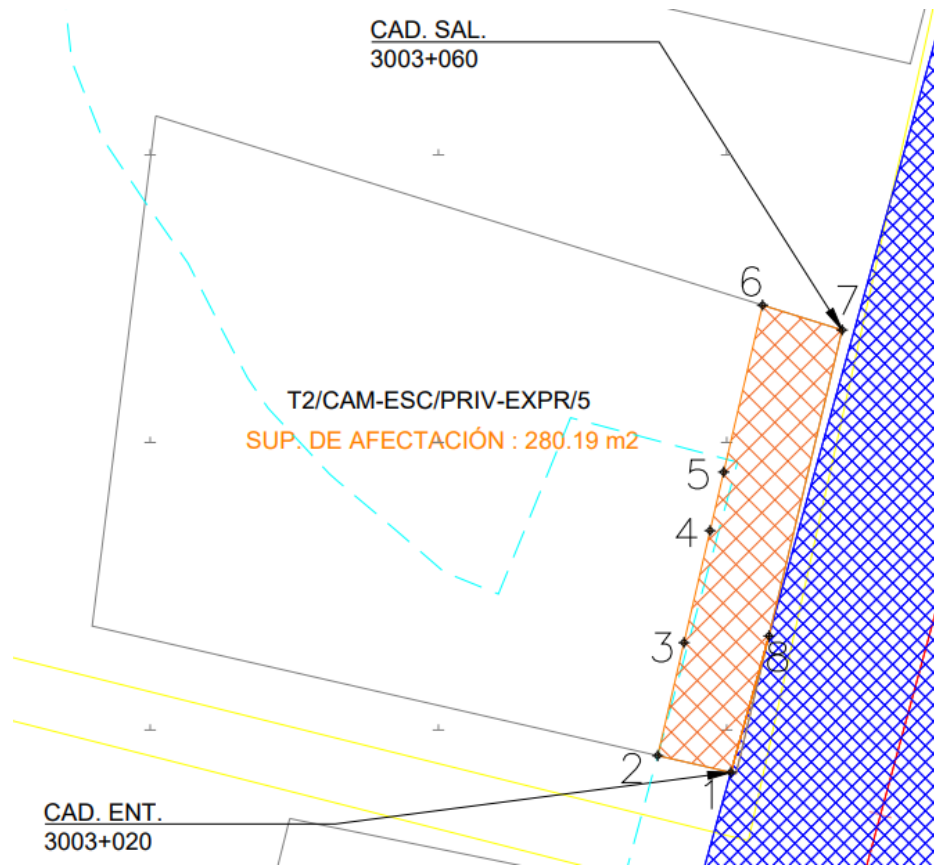 CAD. SAL.
3003+060
6
7
T2/CAM-ESC/PRIV-EXPR/5
SUP. DE AFECTACIÓN : 280.19 m2
5
4
3
8
2
1
CAD. ENT.
3003+020